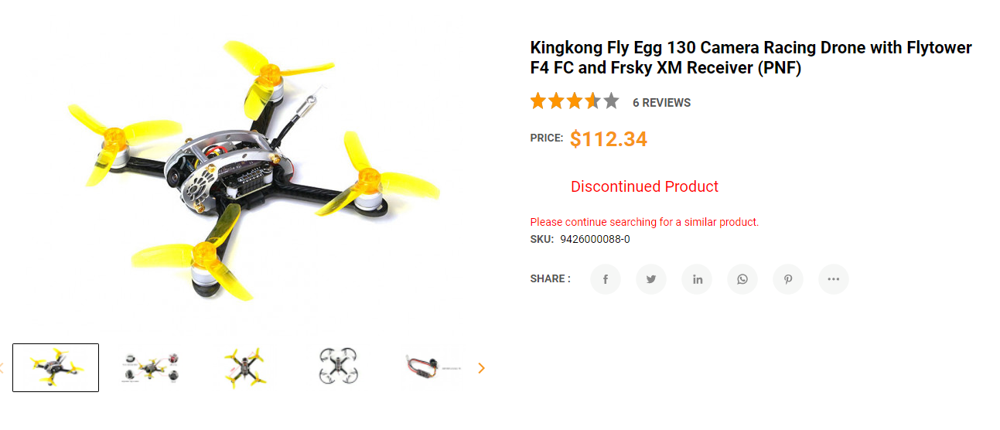 Kingkong Fly Egg 130 Camera Racing Drone with Flytower
F4 FC and Frsky XM Receiver (PNF)
6 REVIEWS
PRICE: $112.34
Discontinued Product
Please continue searching for a similar product.
SKU: 9426000088-0
SHARE :